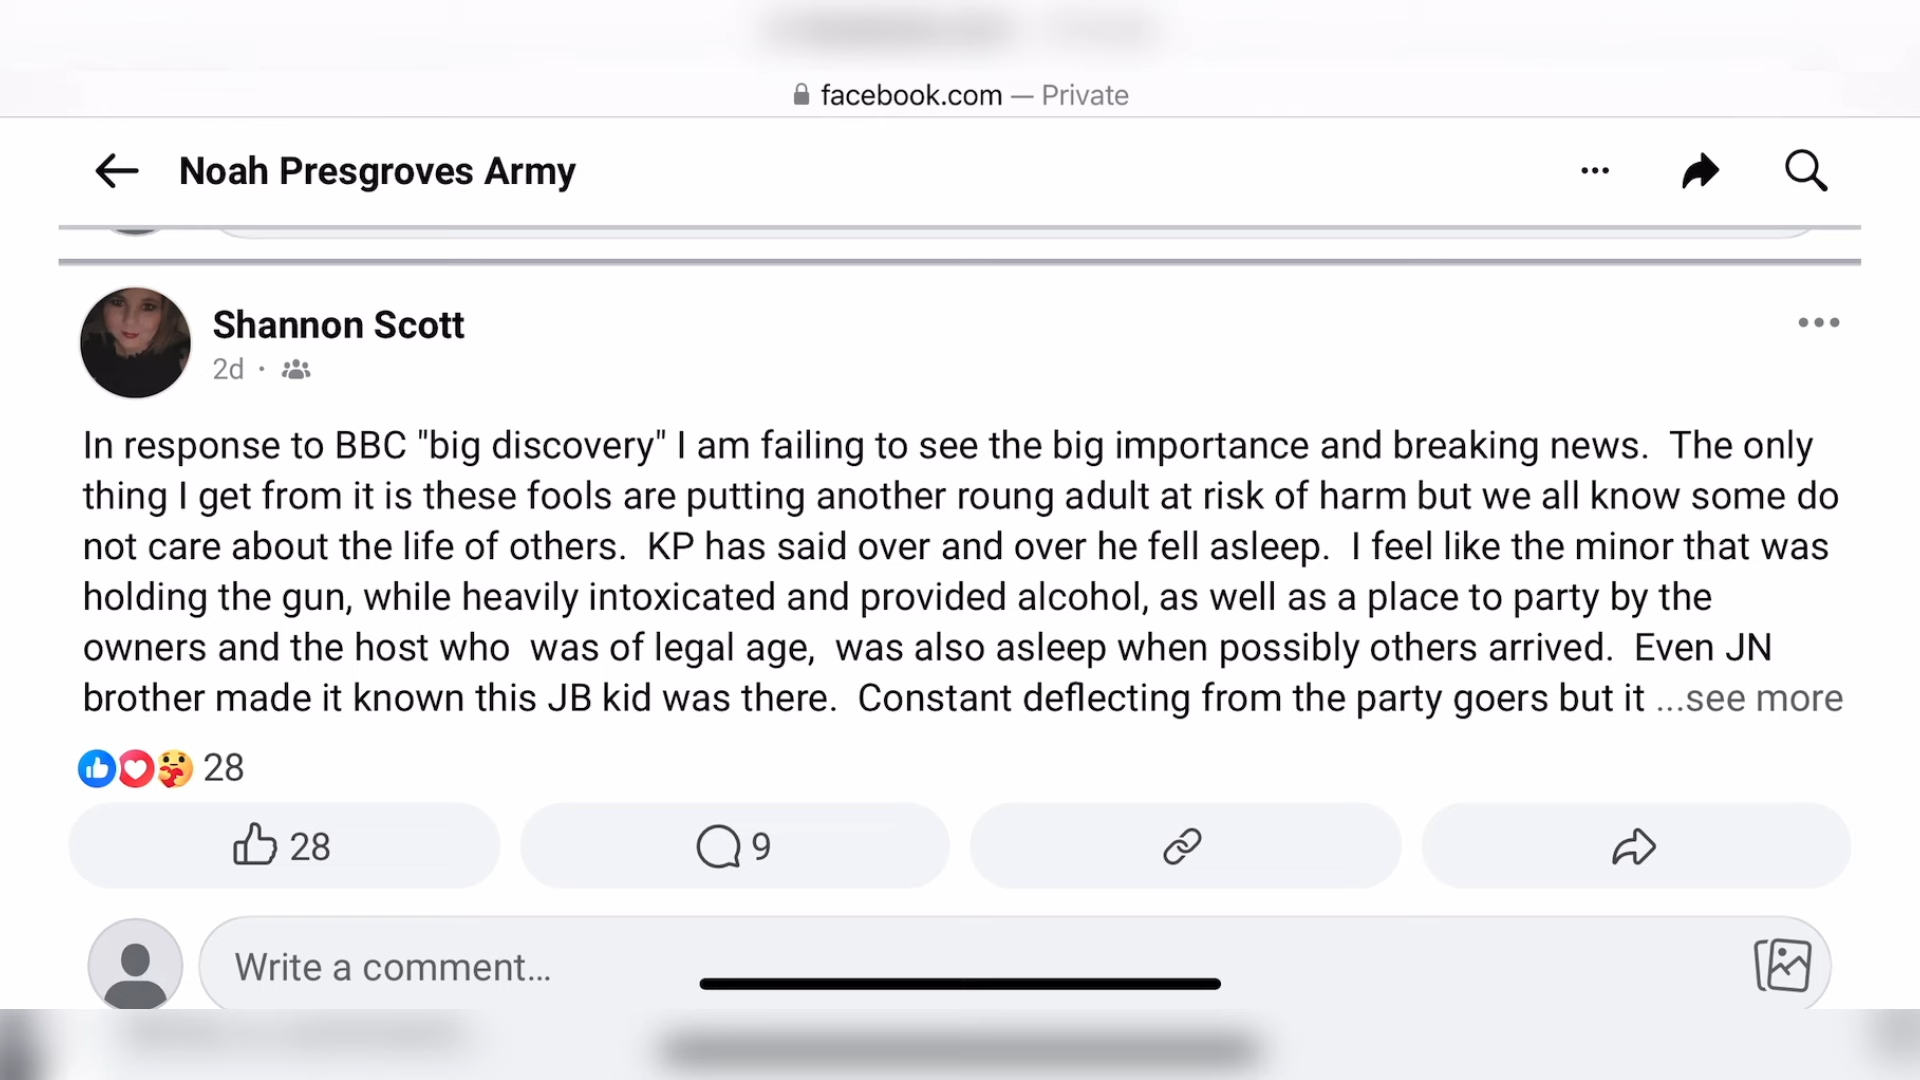 facebook.com — Private
Noah Presgroves Army
Shannon Scott
2d ·
In response to BBC "big discovery" I am failing to see the big importance and breaking news.  The only
thing I get from it is these fools are putting another roung adult at risk of harm but we all know some do
not care about the life of others.  KP has said over and over he fell asleep.  I feel like the minor that was
holding the gun, while heavily intoxicated and provided alcohol, as well as a place to party by the
owners and the host who  was of legal age,  was also asleep when possibly others arrived.  Even JN
brother made it known this JB kid was there.  Constant deflecting from the party goers but it ...see more
28
28
9
Write a comment...